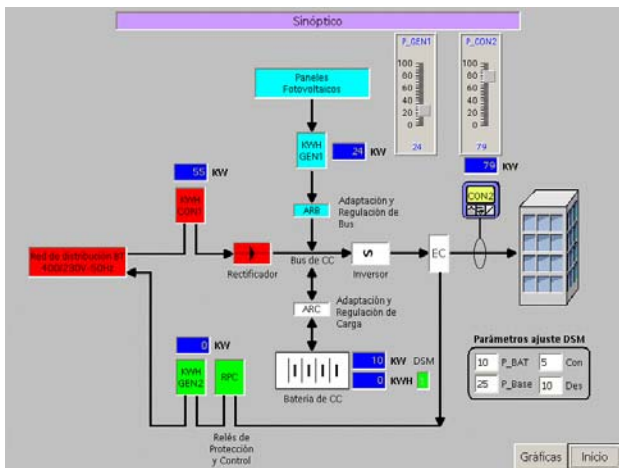 Sinóptico
P_GEN1
100
80
60
40
20
0
24
P_CON2
100
80
60
40
20
0
79
79 KW
Paneles
Fotovoltaicos
KWH
GEN1
24 KW
55 KW
KWH
CON1
ARB
Adaptación y
Regulación de
Bus
CON2
Red de distribucion BT
400/230V-50Hz
Rectificador
Bus de CC
Inversor
EC
ARC
Adaptación y
Regulación de
Carga
0 KW
KWH
GEN2
RPC
10 KW DSM
0 KWH
Batería de CC
Relés de
Protección
y Control
Parámetros ajuste DSM
10 P_BAT 5 Con
25 P_Base 10 Des
Gráficas Inicio